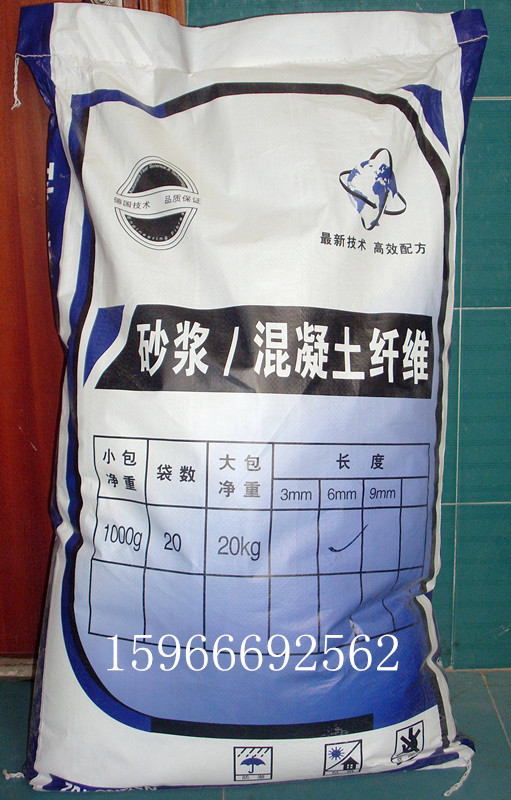 德国技术 品质保证
最新技术 高效配方
砂浆 / 混凝土纤维
小包净重 袋数 大包净重 长度
3mm 6mm 9mm
1000g 20 20kg ✓
15966692562